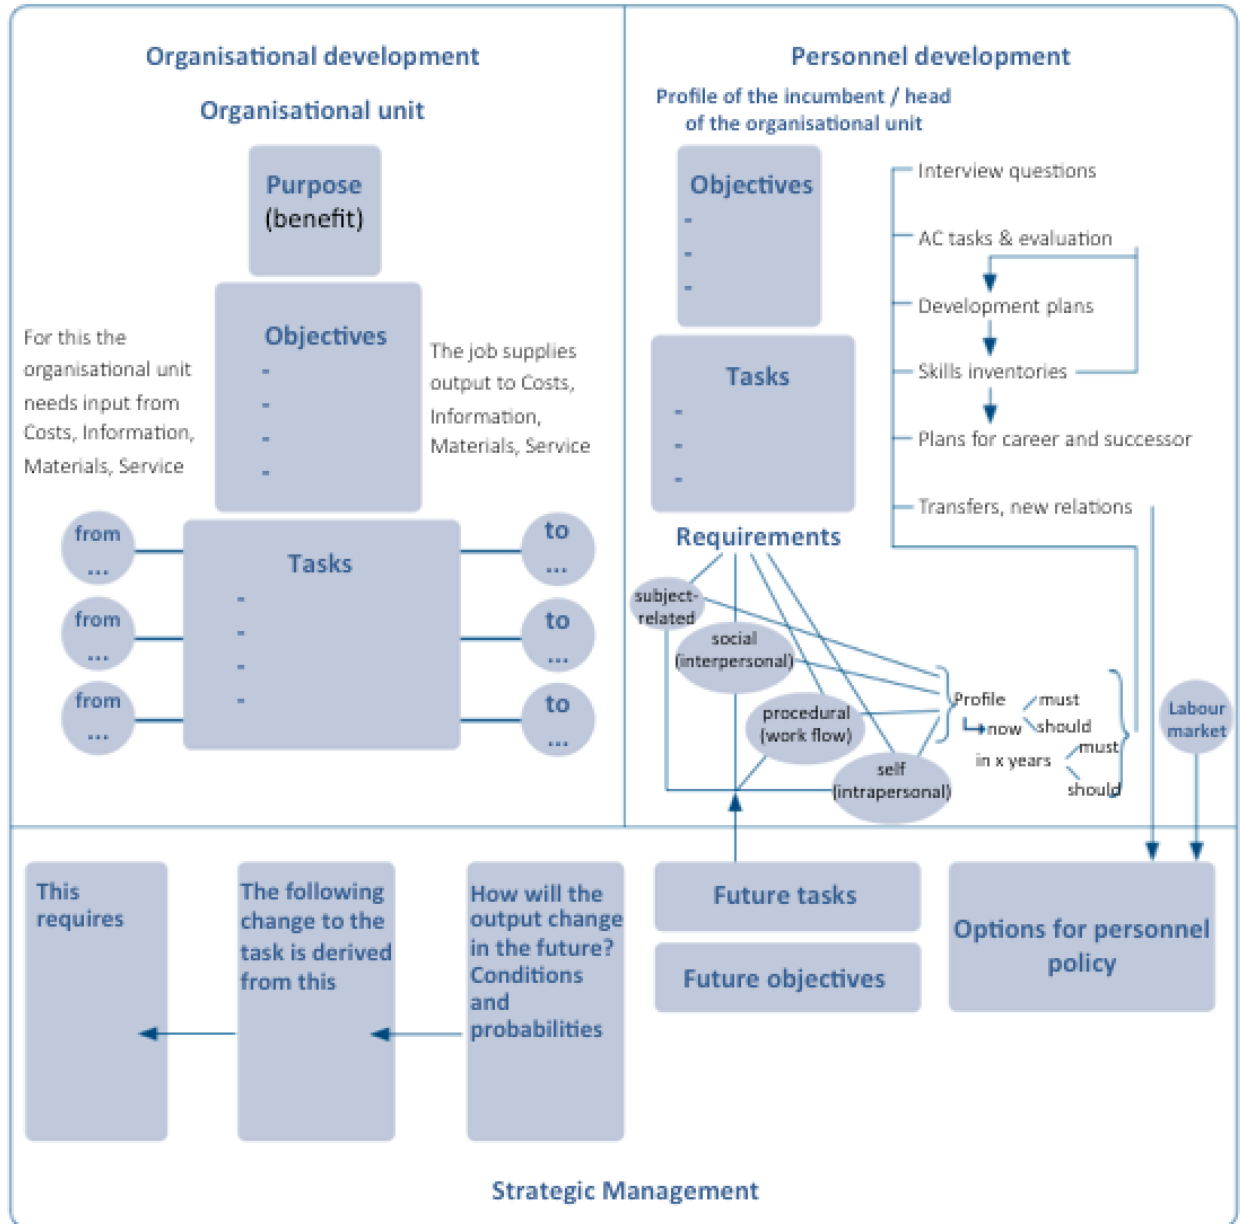 Organisational development
Organisational unit
Purpose
(benefit)
Objectives
-
-
-
-
For this the
organisational unit
needs input from
Costs, Information,
Materials, Service
The job supplies
output to Costs,
Information,
Materials, Service
Tasks
-
-
-
-
from
...
from
...
from
...
to
...
to
...
to
...
Personnel development
Profile of the incumbent / head
of the organisational unit
Objectives
-
-
-
Tasks
-
-
-
Requirements
subject-
related
social
(interpersonal)
procedural
(work flow)
self
(intrapersonal)
Profile
now
must
should
in x years
must
should
Interview questions
AC tasks & evaluation
Development plans
Skills inventories
Plans for career and successor
Transfers, new relations
Labour
market
This
requires
The following
change to the
task is derived
from this
How will the
output change
in the future?
Conditions
and
probabilities
Future tasks
Future objectives
Options for personnel
policy
Strategic Management